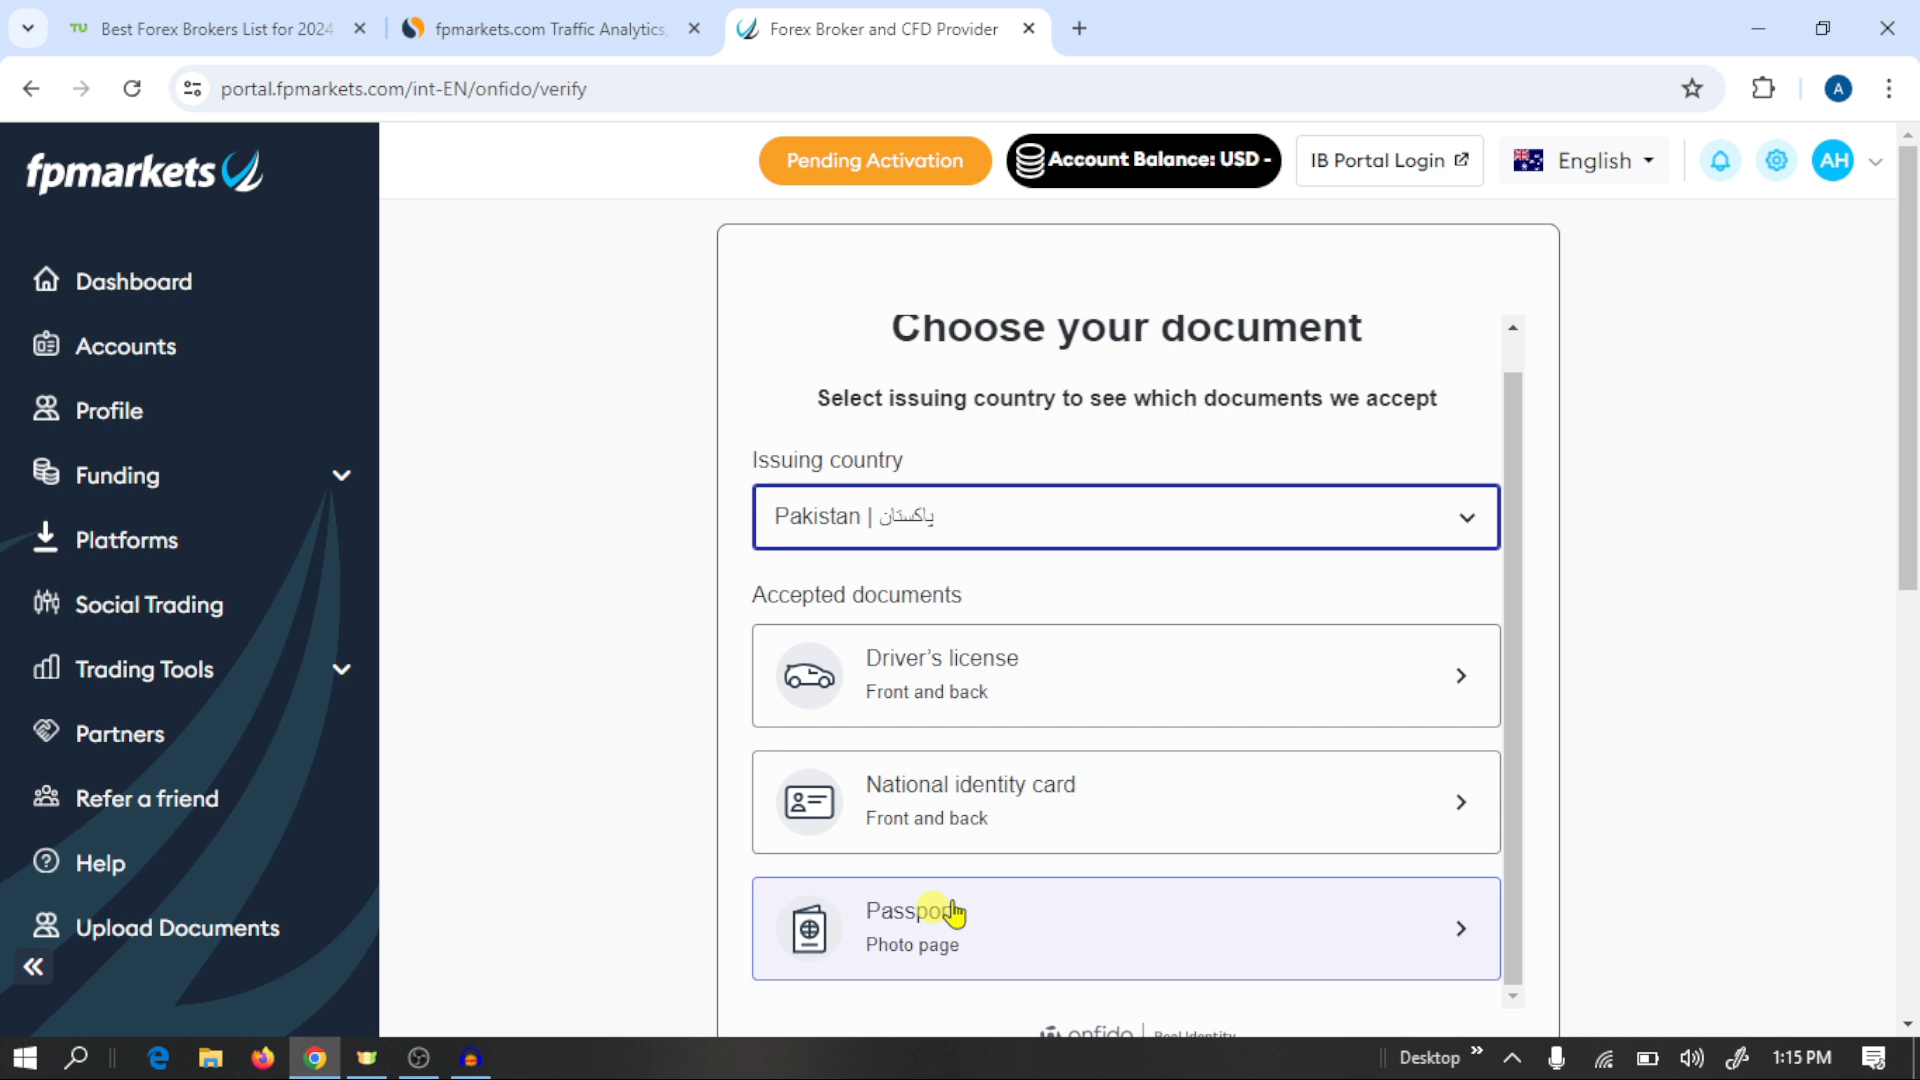 Best Forex Brokers List for 2024
fpmarkets.com Traffic Analytics,
Forex Broker and CFD Provider
portal.fpmarkets.com/int-EN/onfido/verify
A
fpmarkets
Pending Activation
Account Balance: USD -
IB Portal Login
English
AH
Dashboard
Accounts
Profile
Funding
Platforms
Social Trading
Trading Tools
Partners
Refer a friend
Help
Upload Documents
Choose your document
Select issuing country to see which documents we accept
Issuing country
Pakistan | پاکستان
Accepted documents
Driver's license
Front and back
National identity card
Front and back
Passport
Photo page
onfido | Real Identity
Desktop
1:15 PM